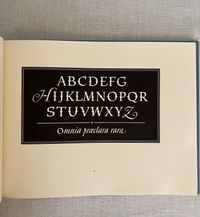 ABCDEFG
HIJKLMNOPQR
STUVWXYZ
Omnia præclara rara